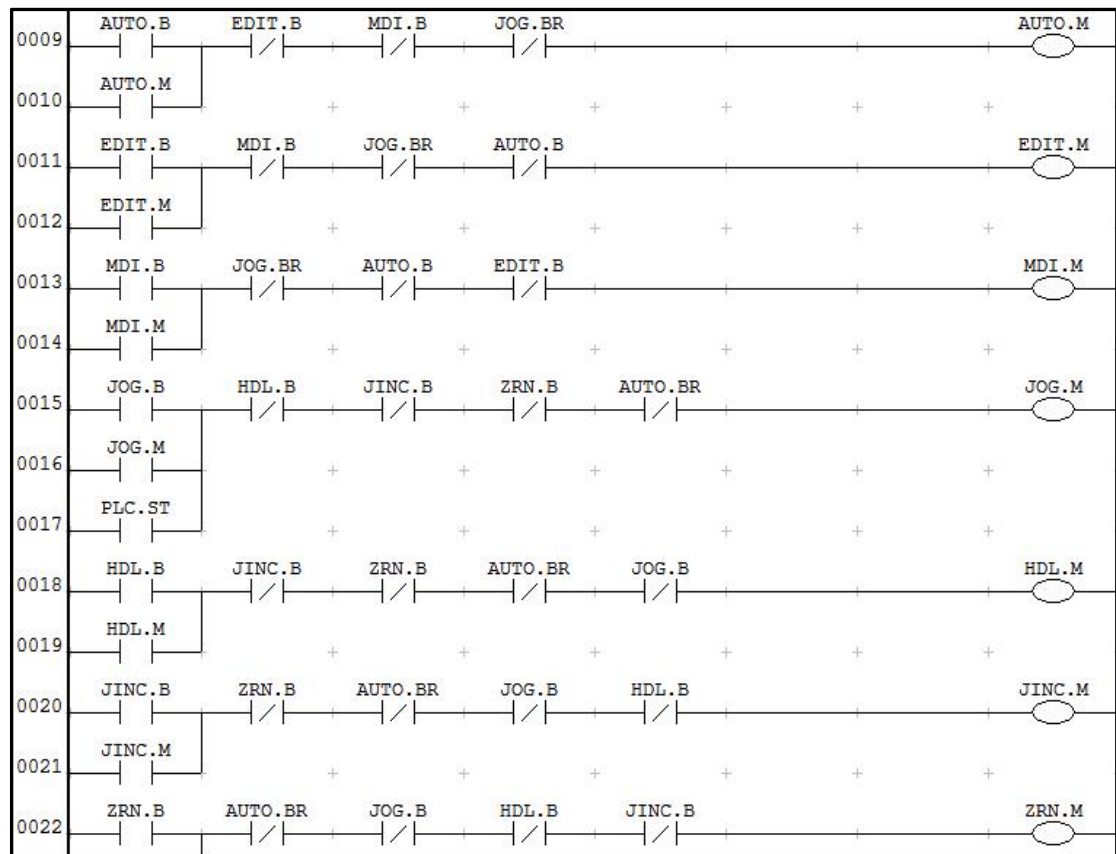 AUTO.B EDIT.B MDI.B JOG.BR AUTO.M
0009
AUTO.M
0010
EDIT.B MDI.B JOG.BR AUTO.B EDIT.M
0011
EDIT.M
0012
MDI.B JOG.BR AUTO.B EDIT.B MDI.M
0013
MDI.M
0014
JOG.B HDL.B JINC.B ZRN.B AUTO.BR JOG.M
0015
JOG.M
0016
PLC.ST
0017
HDL.B JINC.B ZRN.B AUTO.BR JOG.B HDL.M
0018
HDL.M
0019
JINC.B ZRN.B AUTO.BR JOG.B HDL.B JINC.M
0020
JINC.M
0021
ZRN.B AUTO.BR JOG.B HDL.B JINC.B ZRN.M
0022